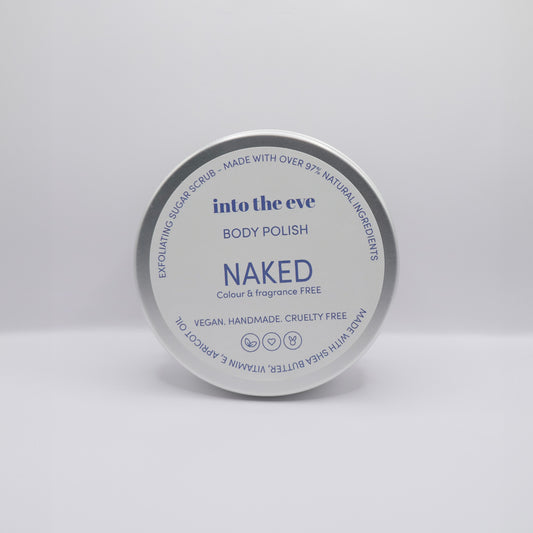 EXFOLIATING SUGAR SCRUB - MADE WITH OVER 97% NATURAL INGREDIENTS
into the eve
BODY POLISH
NAKED
Colour & fragrance FREE
VEGAN. HANDMADE. CRUELTY FREE
MADE WITH SHEA BUTTER, VITAMIN E, APRICOT OIL